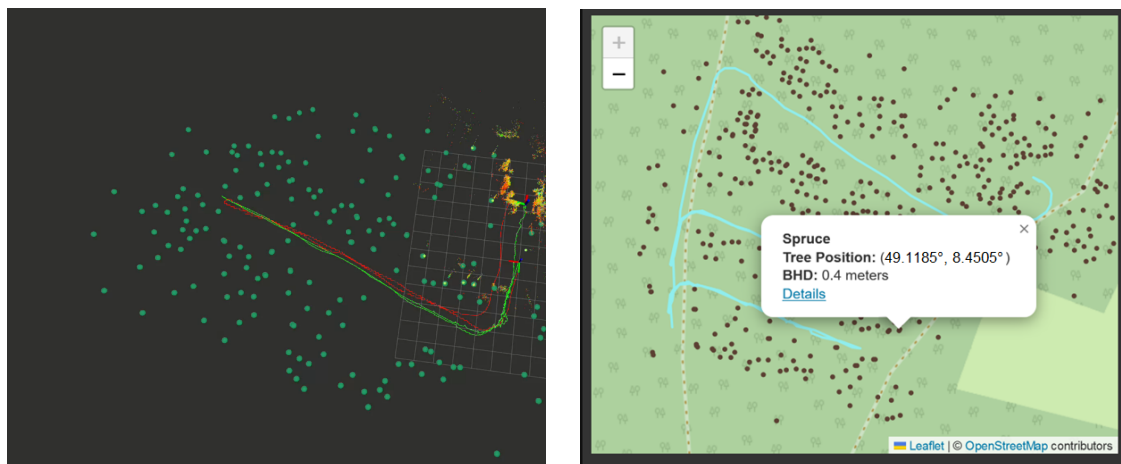 +
−
Spruce
×
Tree Position: (49.1185°, 8.4505°)
BHD: 0.4 meters
Details
Leaflet | © OpenStreetMap contributors